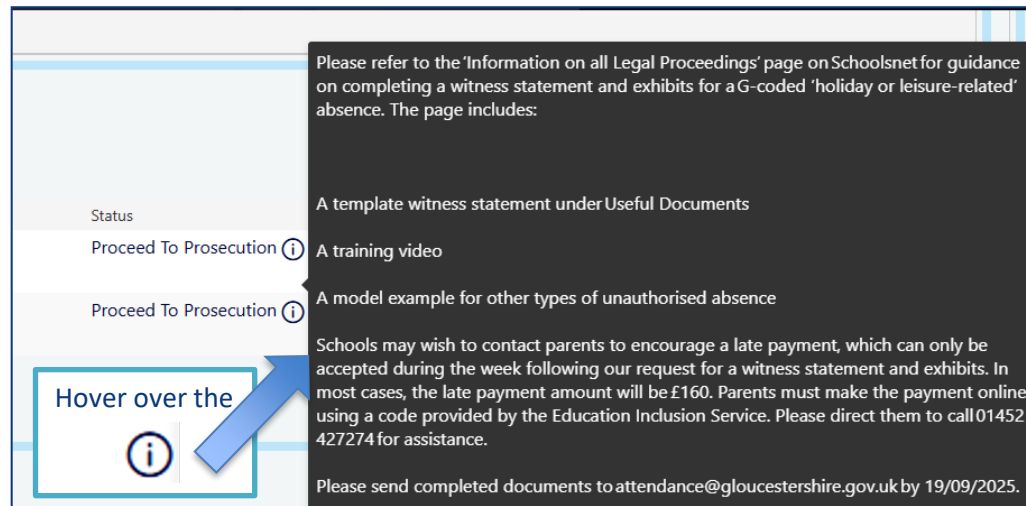 Please refer to the 'Information on all Legal Proceedings' page on Schoolsnet for guidance
on completing a witness statement and exhibits for a G-coded 'holiday or leisure-related'
absence. The page includes:
A template witness statement under Useful Documents
A training video
A model example for other types of unauthorised absence
Schools may wish to contact parents to encourage a late payment, which can only be
accepted during the week following our request for a witness statement and exhibits. In
most cases, the late payment amount will be £160. Parents must make the payment online
using a code provided by the Education Inclusion Service. Please direct them to call 01452
427274 for assistance.
Please send completed documents to attendance@gloucestershire.gov.uk by 19/09/2025.
Status
Proceed To Prosecution
Proceed To Prosecution
Hover over the